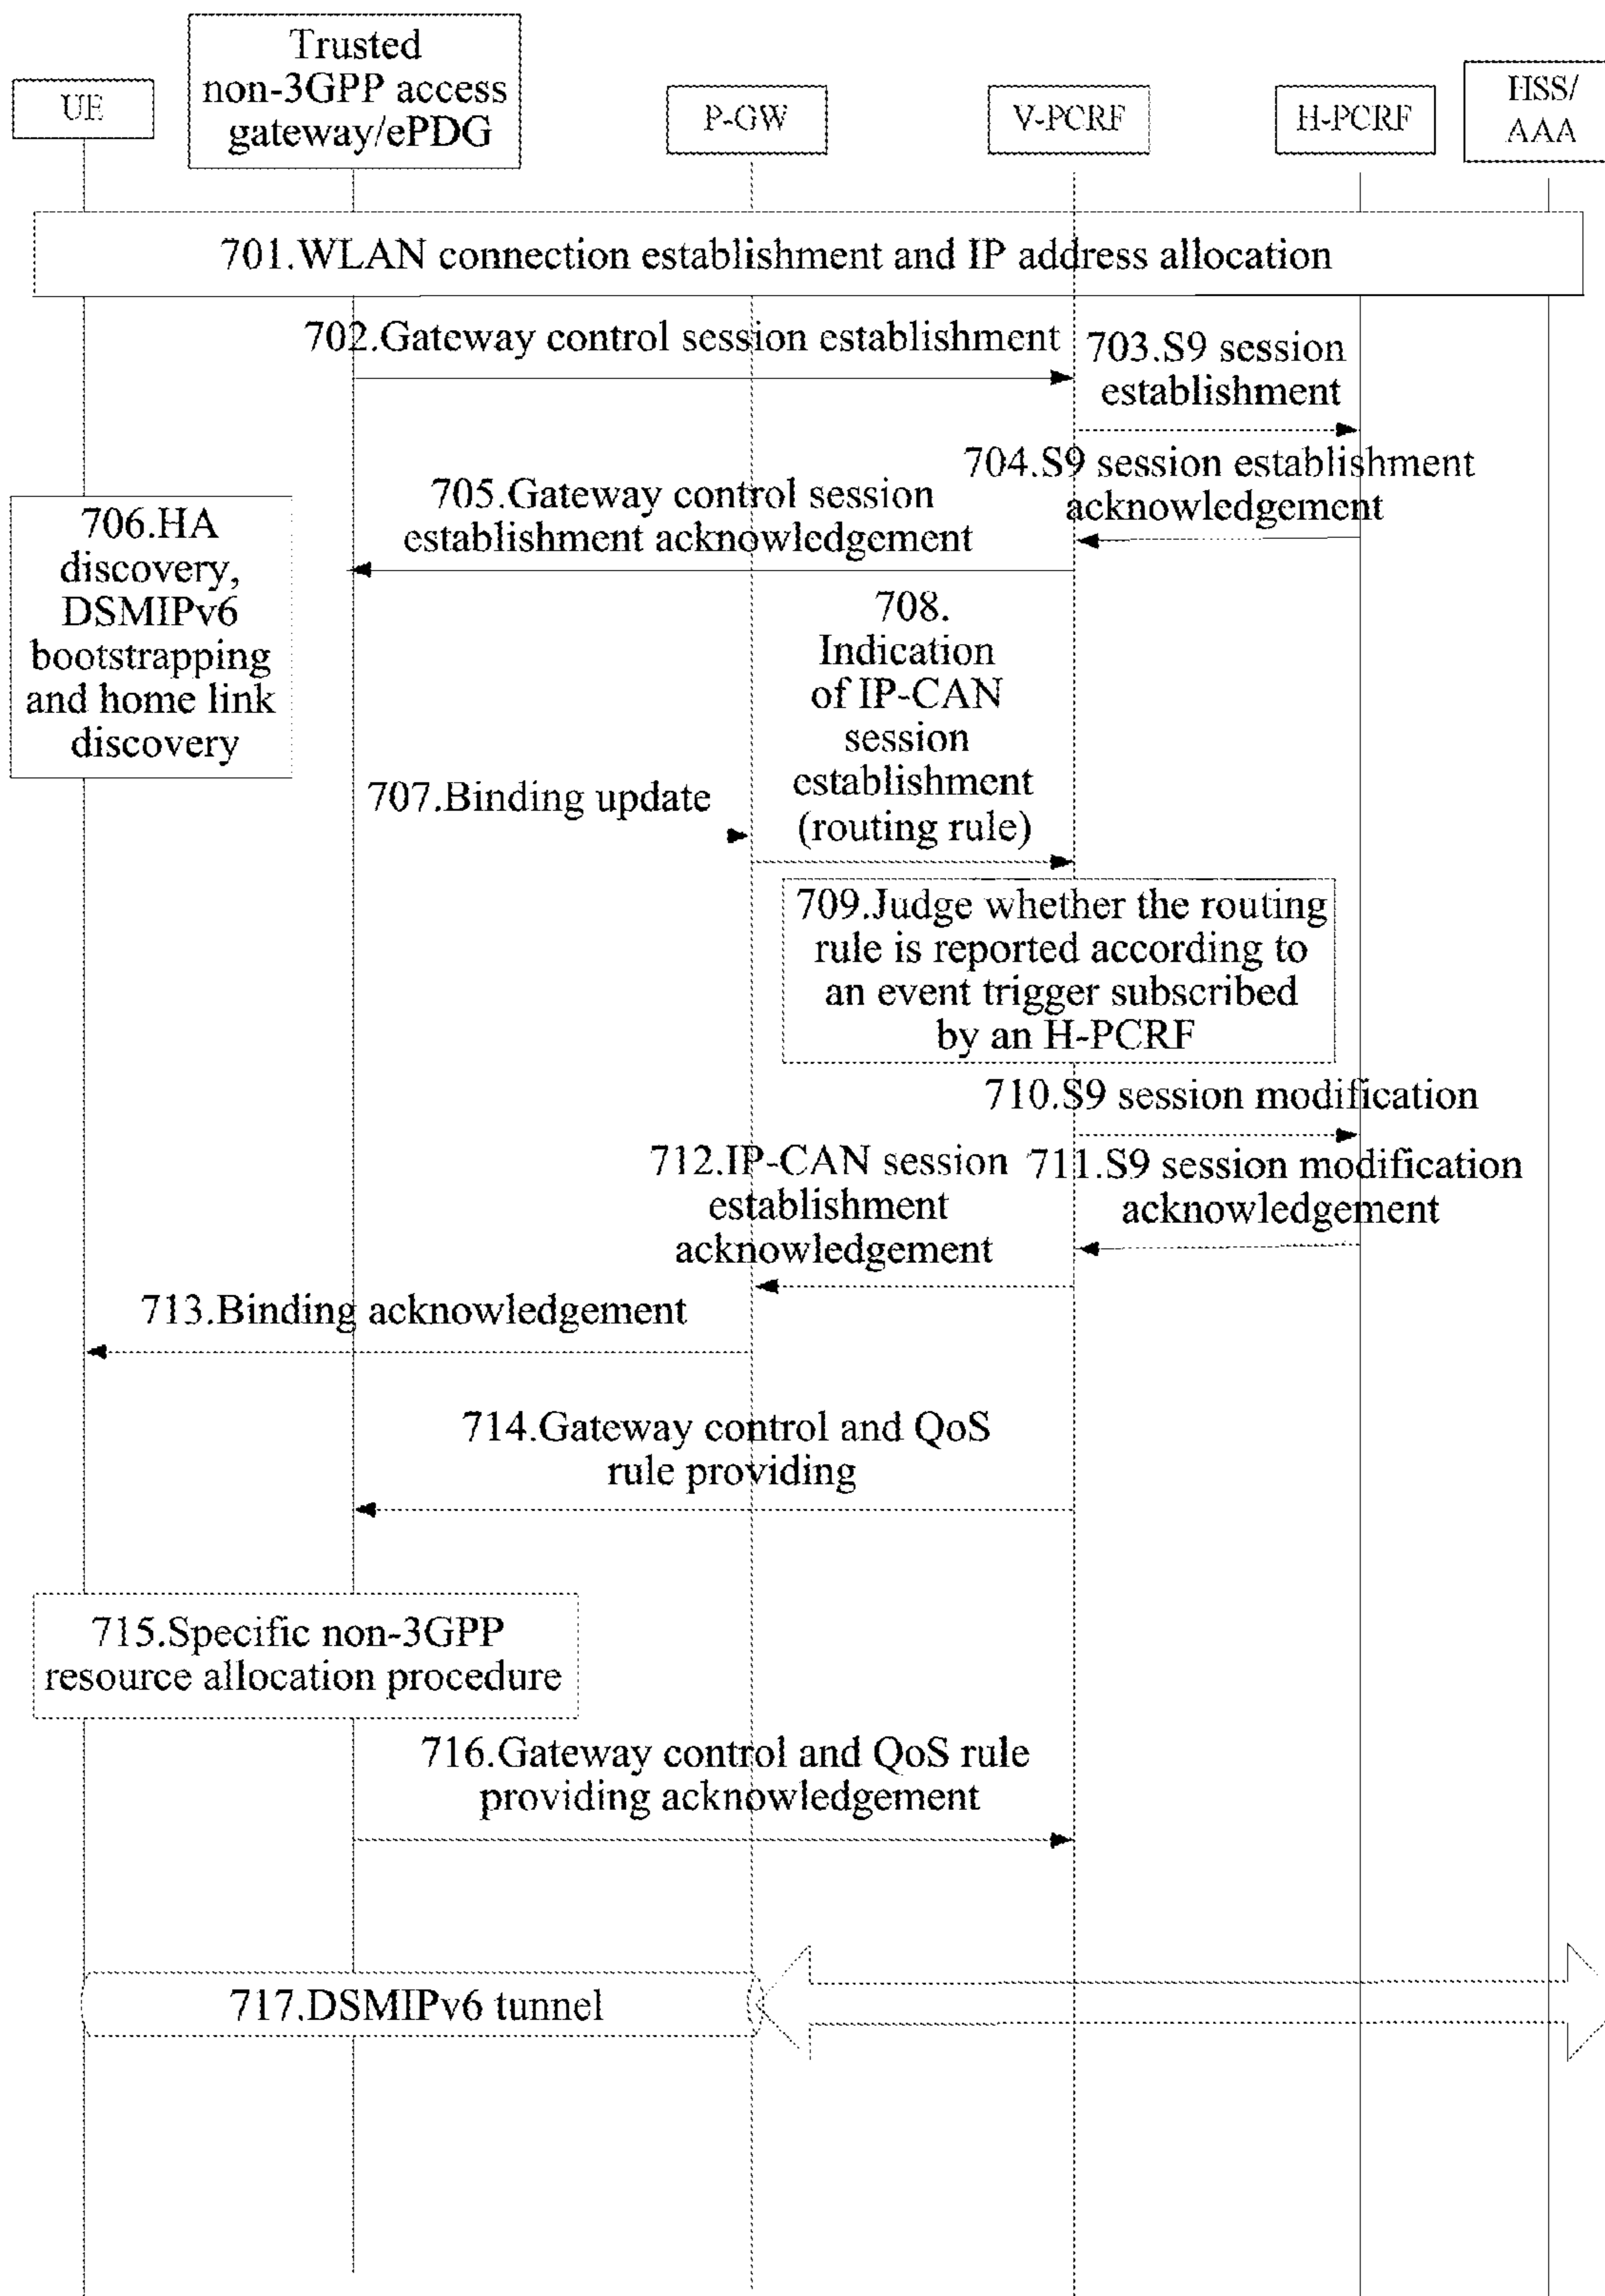 UE
Trusted
non-3GPP access
gateway/ePDG
P-GW
V-PCRF
H-PCRF
HSS/
AAA
701.WLAN connection establishment and IP address allocation
702.Gateway control session establishment
703.S9 session
establishment
704.S9 session establishment
acknowledgement
705.Gateway control session
establishment acknowledgement
706.HA
discovery,
DSMIPv6
bootstrapping
and home link
discovery
707.Binding update
708.
Indication
of IP-CAN
session
establishment
(routing rule)
709.Judge whether the routing
rule is reported according to
an event trigger subscribed
by an H-PCRF
710.S9 session modification
711.S9 session modification
acknowledgement
712.IP-CAN session
establishment
acknowledgement
713.Binding acknowledgement
714.Gateway control and QoS
rule providing
715.Specific non-3GPP
resource allocation procedure
716.Gateway control and QoS rule
providing acknowledgement
717.DSMIPv6 tunnel